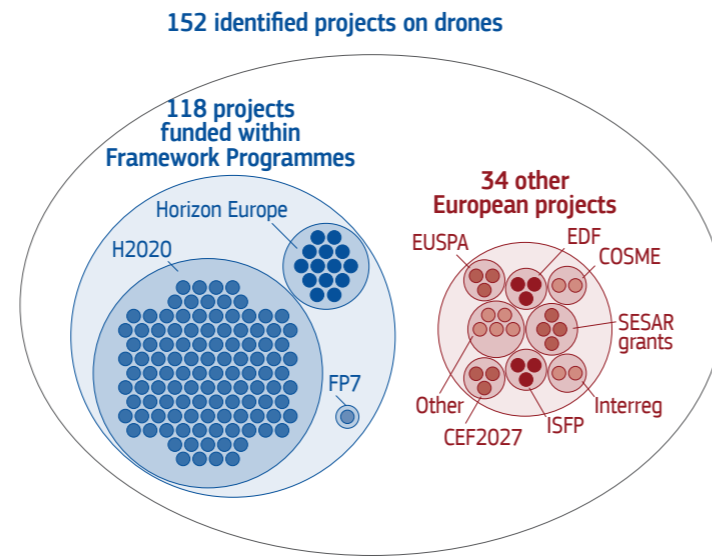 152 identified projects on drones
118 projects
funded within
Framework Programmes
Horizon Europe
H2020
FP7
34 other
European projects
EUSPA
EDF
COSME
SESAR
grants
Other
CEF2027
ISFP
Interreg